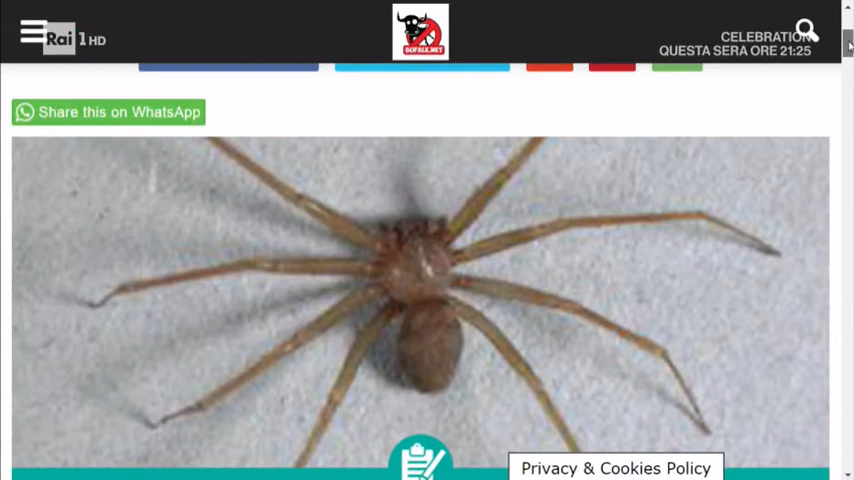 Rai 1 HD
BUFALE.NET
CELEBRATION
QUESTA SERA ORE 21:25
Share this on WhatsApp
Privacy & Cookies Policy